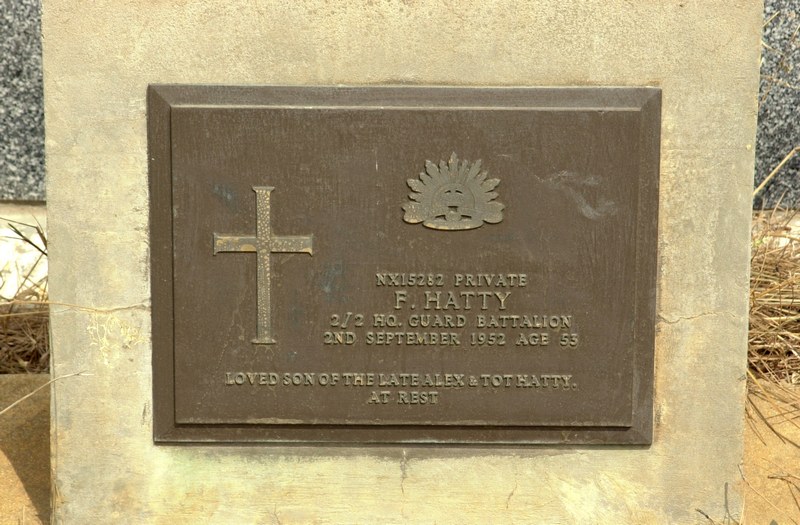 NX15282 PRIVATE
F. HATTY
2/2 HQ. GUARD BATTALION
2ND SEPTEMBER 1952 AGE 53
LOVED SON OF THE LATE ALEX & TOT HATTY.
AT REST